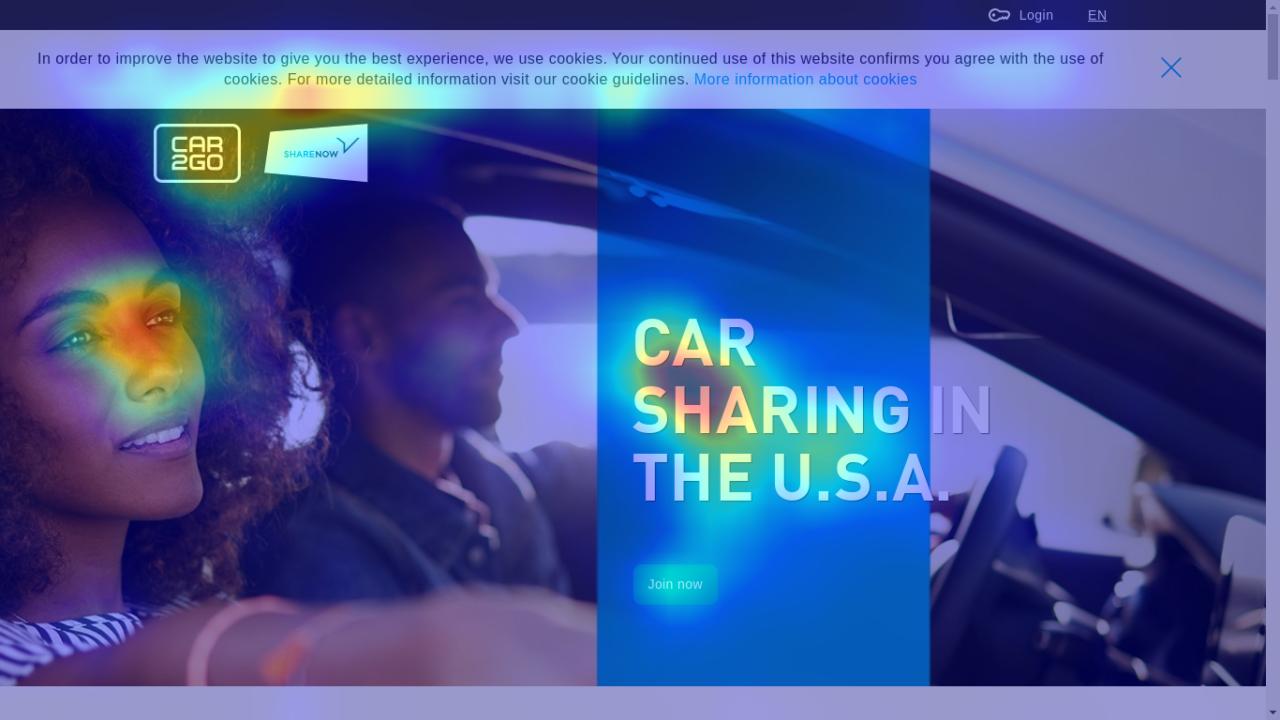 Login
EN
In order to improve the website to give you the best experience, we use cookies. Your continued use of this website confirms you agree with the use of
cookies. For more detailed information visit our cookie guidelines. More information about cookies
CAR
2GO
SHARENOW
CAR
SHARING IN
THE U.S.A.
Join now